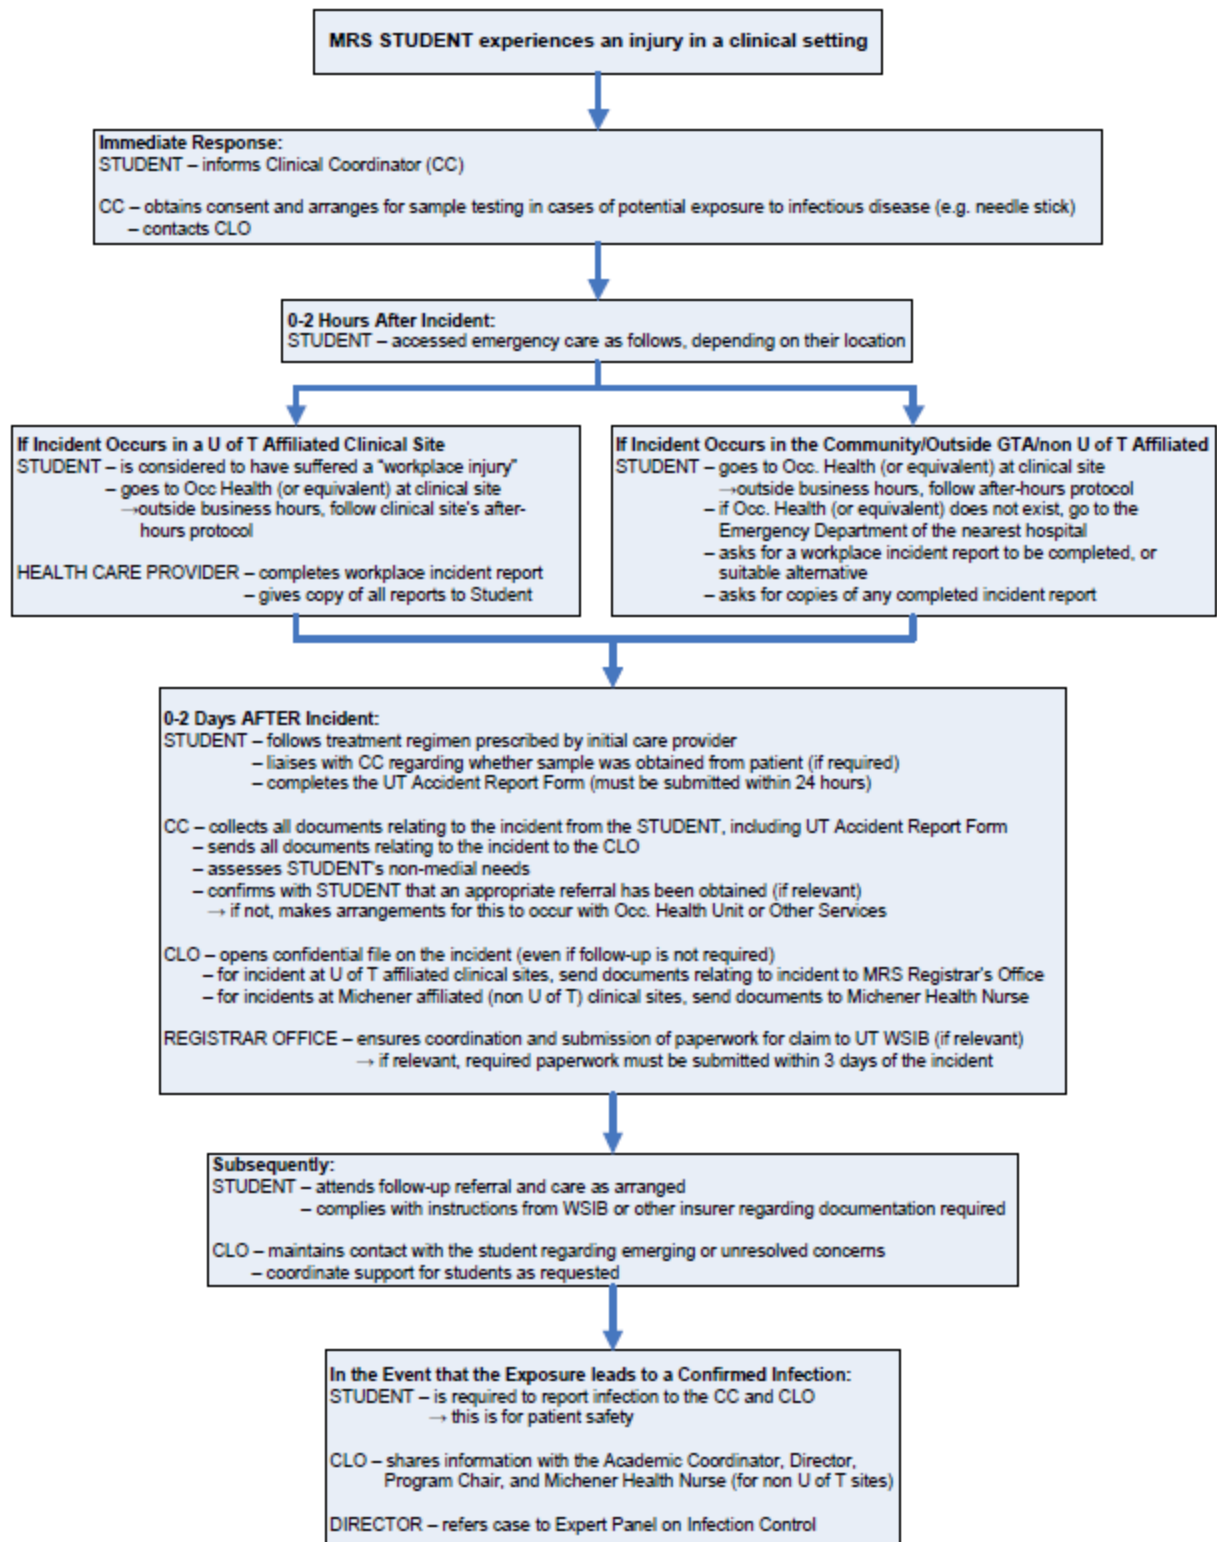 MRS STUDENT experiences an injury in a clinical setting
Immediate Response:
STUDENT – informs Clinical Coordinator (CC)
CC – obtains consent and arranges for sample testing in cases of potential exposure to infectious disease (e.g. needle stick)
– contacts CLO
0-2 Hours After Incident:
STUDENT – accessed emergency care as follows, depending on their location
If Incident Occurs in a U of T Affiliated Clinical Site
STUDENT – is considered to have suffered a “workplace injury”
– goes to Occ Health (or equivalent) at clinical site
→outside business hours, follow clinical site's after-
hours protocol
HEALTH CARE PROVIDER – completes workplace incident report
– gives copy of all reports to Student
If Incident Occurs in the Community/Outside GTA/non U of T Affiliated
STUDENT – goes to Occ. Health (or equivalent) at clinical site
→outside business hours, follow after-hours protocol
– if Occ. Health (or equivalent) does not exist, go to the
Emergency Department of the nearest hospital
– asks for a workplace incident report to be completed, or
suitable alternative
– asks for copies of any completed incident report
0-2 Days AFTER Incident:
STUDENT – follows treatment regimen prescribed by initial care provider
– liaises with CC regarding whether sample was obtained from patient (if required)
– completes the UT Accident Report Form (must be submitted within 24 hours)
CC – collects all documents relating to the incident from the STUDENT, including UT Accident Report Form
– sends all documents relating to the incident to the CLO
– assesses STUDENT's non-medial needs
– confirms with STUDENT that an appropriate referral has been obtained (if relevant)
→ if not, makes arrangements for this to occur with Occ. Health Unit or Other Services
CLO – opens confidential file on the incident (even if follow-up is not required)
– for incident at U of T affiliated clinical sites, send documents relating to incident to MRS Registrar's Office
– for incidents at Michener affiliated (non U of T) clinical sites, send documents to Michener Health Nurse
REGISTRAR OFFICE – ensures coordination and submission of paperwork for claim to UT WSIB (if relevant)
→ if relevant, required paperwork must be submitted within 3 days of the incident
Subsequently:
STUDENT – attends follow-up referral and care as arranged
– complies with instructions from WSIB or other insurer regarding documentation required
CLO – maintains contact with the student regarding emerging or unresolved concerns
– coordinate support for students as requested
In the Event that the Exposure leads to a Confirmed Infection:
STUDENT – is required to report infection to the CC and CLO
→ this is for patient safety
CLO – shares information with the Academic Coordinator, Director,
Program Chair, and Michener Health Nurse (for non U of T sites)
DIRECTOR – refers case to Expert Panel on Infection Control